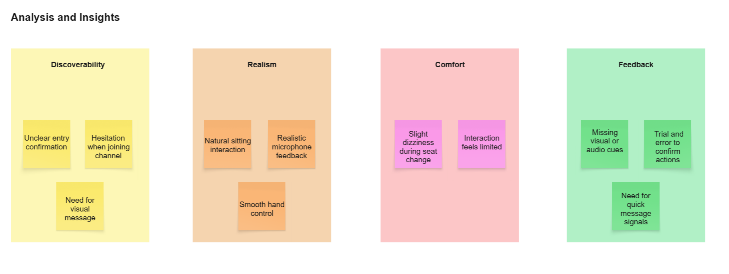 Analysis and Insights
Discoverability
Unclear entry
confirmation
Hesitation
when joining
channel
Need for
visual
message
Realism
Natural sitting
interaction
Realistic
microphone
feedback
Smooth hand
control
Comfort
Slight
dizziness
during seat
change
Interaction
feels limited
Feedback
Missing
visual or
audio cues
Trial and
error to
confirm
actions
Need for
quick
message
signals